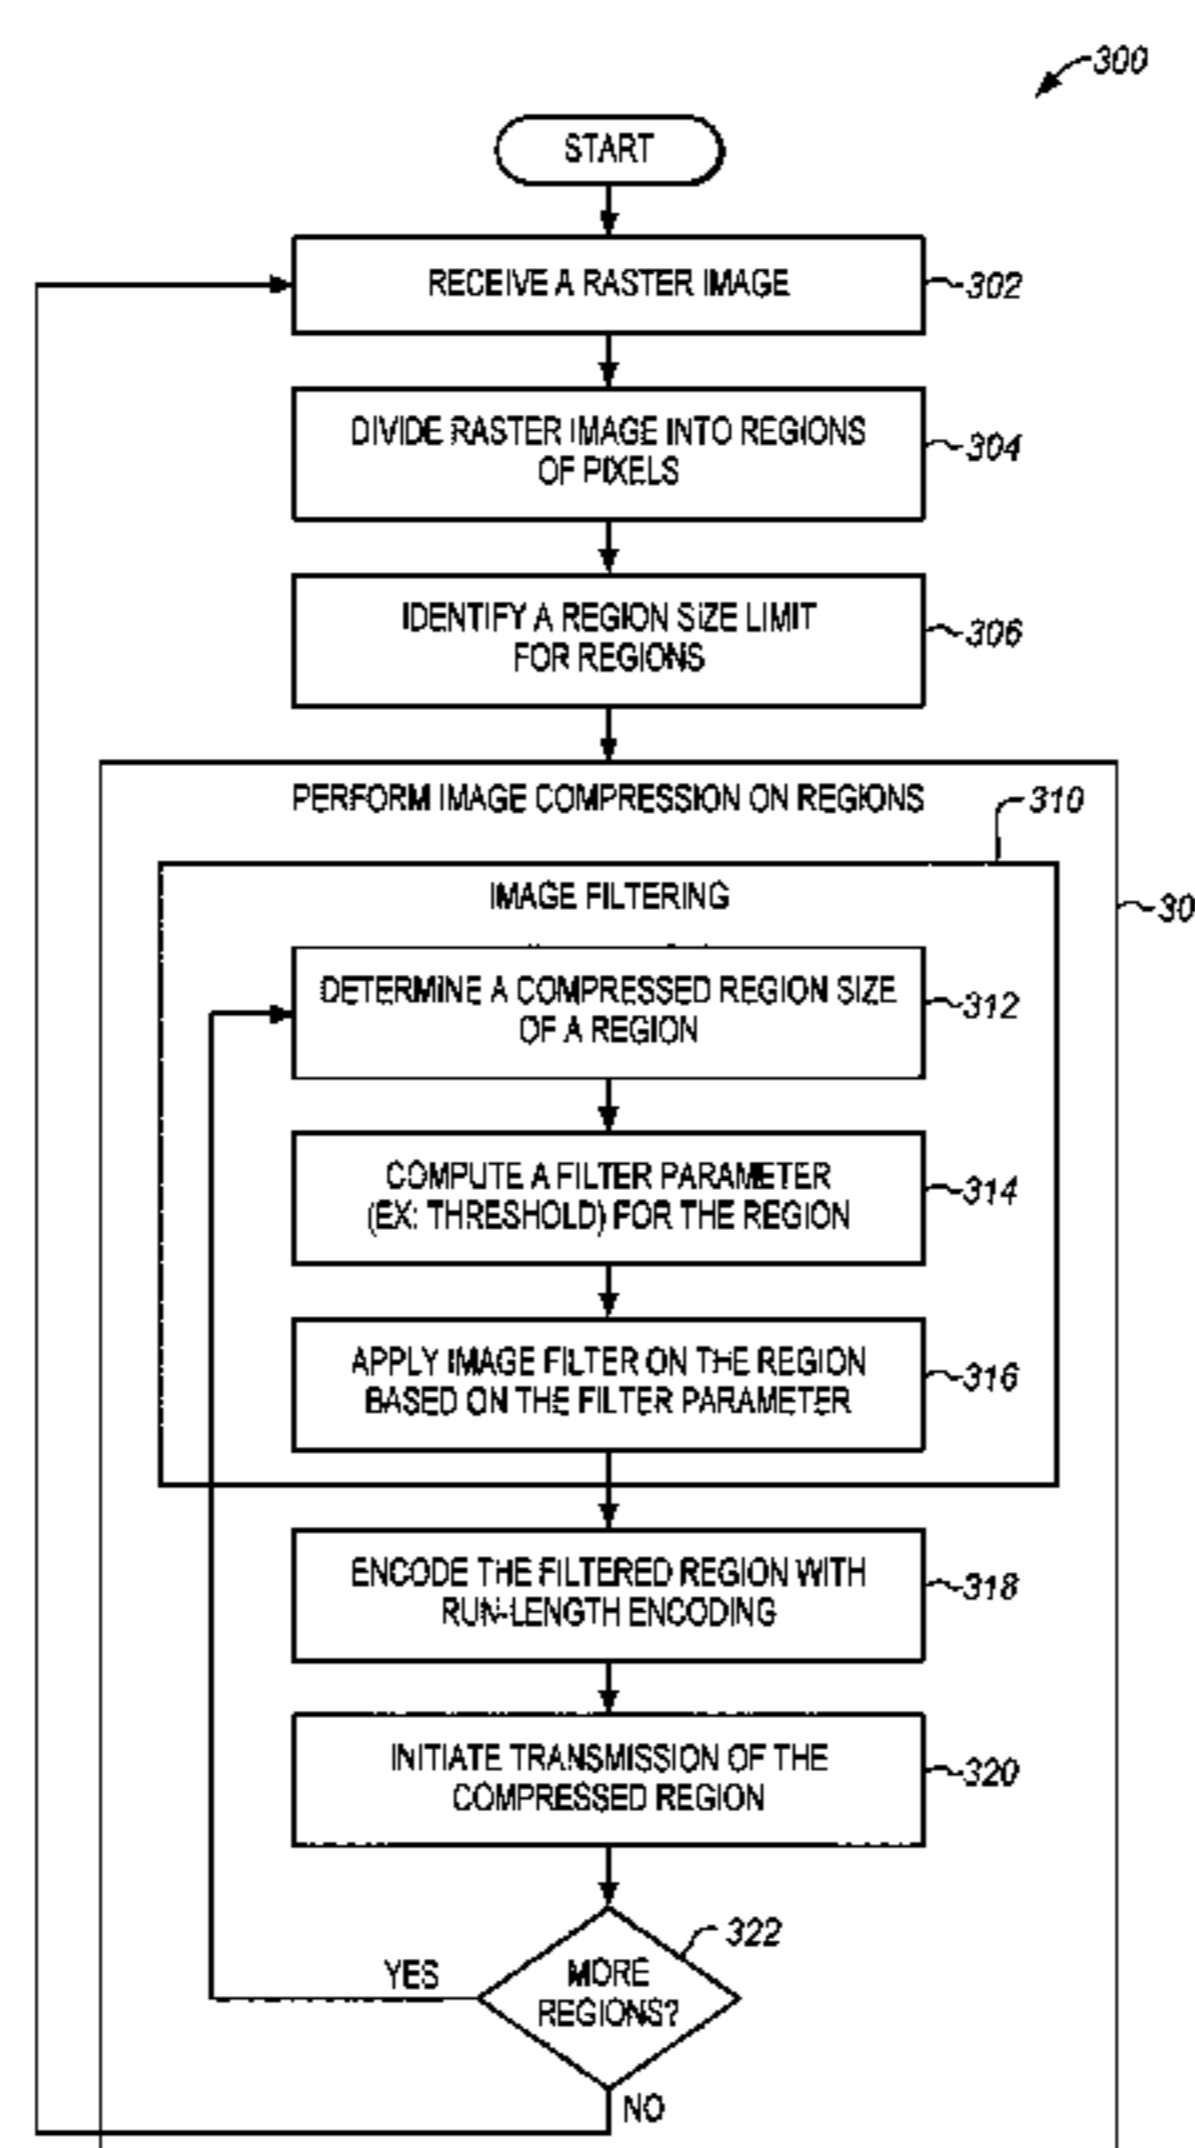 300
START
RECEIVE A RASTER IMAGE
302
DIVIDE RASTER IMAGE INTO REGIONS
OF PIXELS
304
IDENTIFY A REGION SIZE LIMIT
FOR REGIONS
306
PERFORM IMAGE COMPRESSION ON REGIONS
310
IMAGE FILTERING
30
DETERMINE A COMPRESSED REGION SIZE
OF A REGION
312
COMPUTE A FILTER PARAMETER
(EX: THRESHOLD) FOR THE REGION
314
APPLY IMAGE FILTER ON THE REGION
BASED ON THE FILTER PARAMETER
316
ENCODE THE FILTERED REGION WITH
RUN-LENGTH ENCODING
318
INITIATE TRANSMISSION OF THE
COMPRESSED REGION
320
322
YES
MORE
REGIONS?
NO